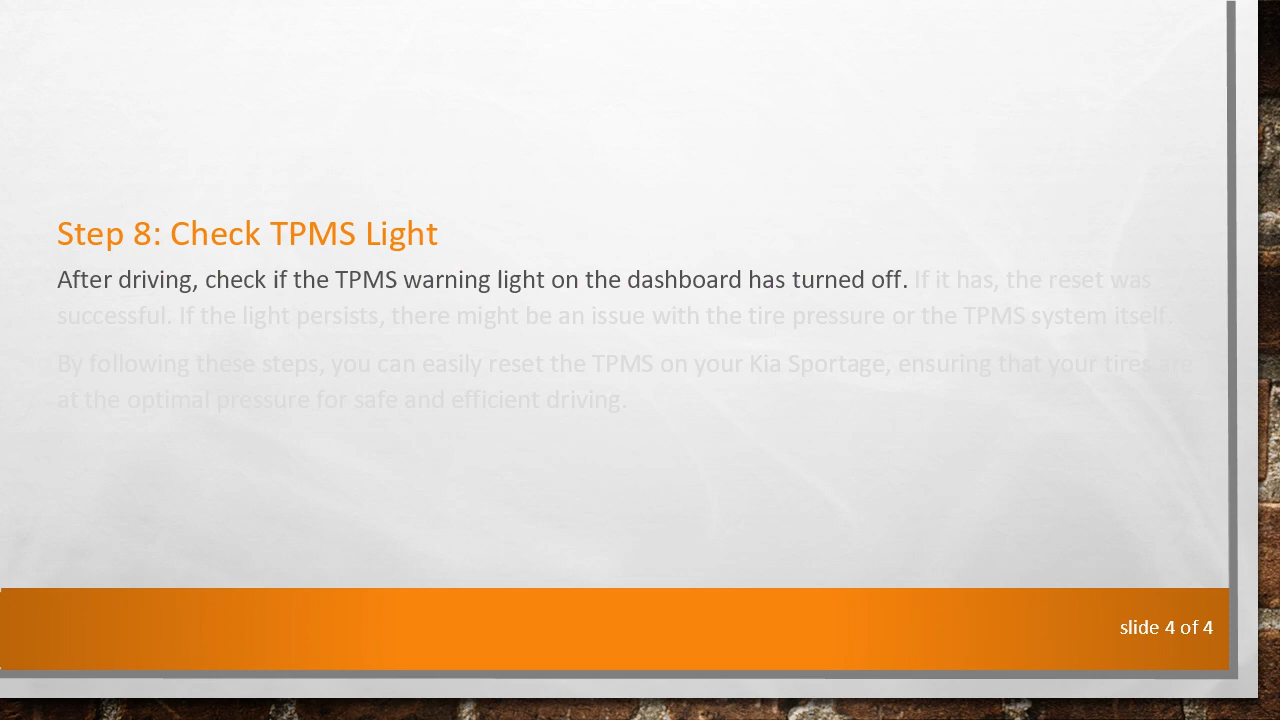 Step 8: Check TPMS Light
After driving, check if the TPMS warning light on the dashboard has turned off. If it has, the reset was
successful. If the light persists, there might be an issue with the tire pressure or the TPMS system itself.
By following these steps, you can easily reset the TPMS on your Kia Sportage, ensuring that your tires are
at the optimal pressure for safe and efficient driving.
slide 4 of 4